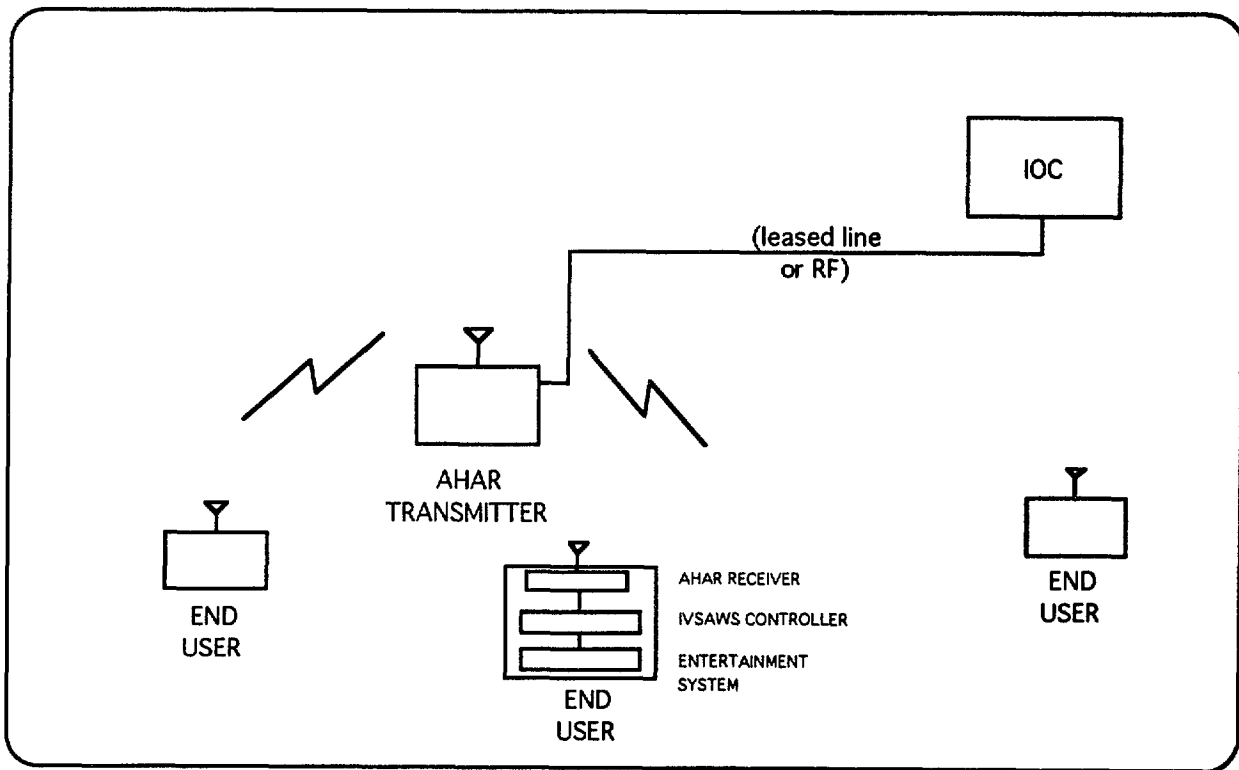 IOC
(leased line
or RF)
AHAR
TRANSMITTER
END
USER
AHAR RECEIVER
IVSAWS CONTROLLER
ENTERTAINMENT
SYSTEM
END
USER
END
USER